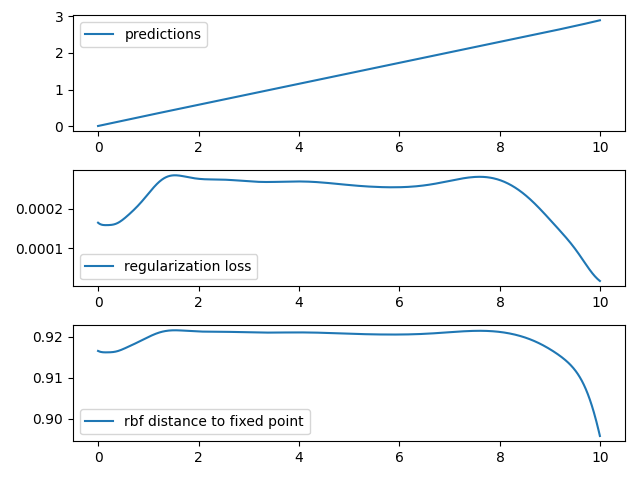 3
2
1
0
predictions
0 2 4 6 8 10
0.0002
0.0001
regularization loss
0 2 4 6 8 10
0.92
0.91
0.90
rbf distance to fixed point
0 2 4 6 8 10